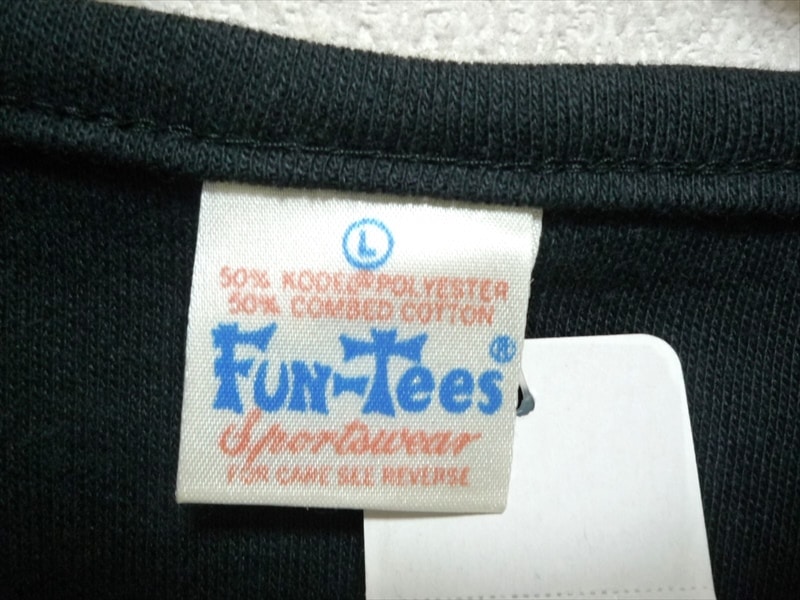 L
50% KODEL® POLYESTER
50% COMBED COTTON
FUN-Tees®
Sportswear
FOR CARE SEE REVERSE